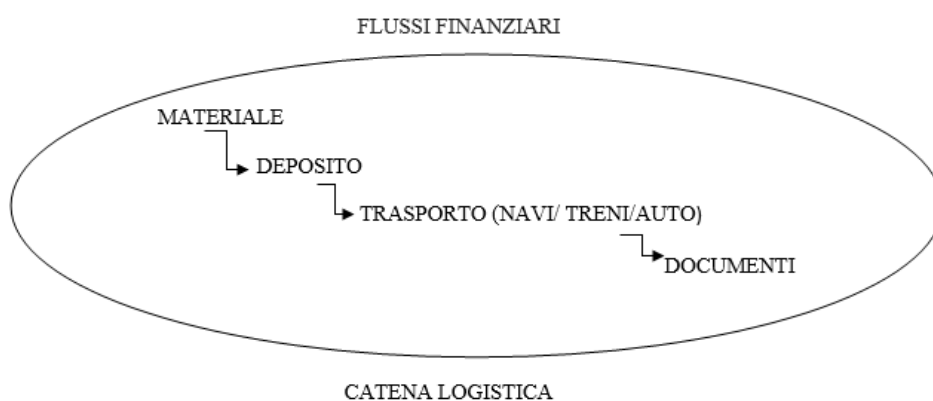 FLUSSI FINANZIARI
MATERIALE
DEPOSITO
TRASPORTO (NAVI/ TRENI/AUTO)
DOCUMENTI
CATENA LOGISTICA